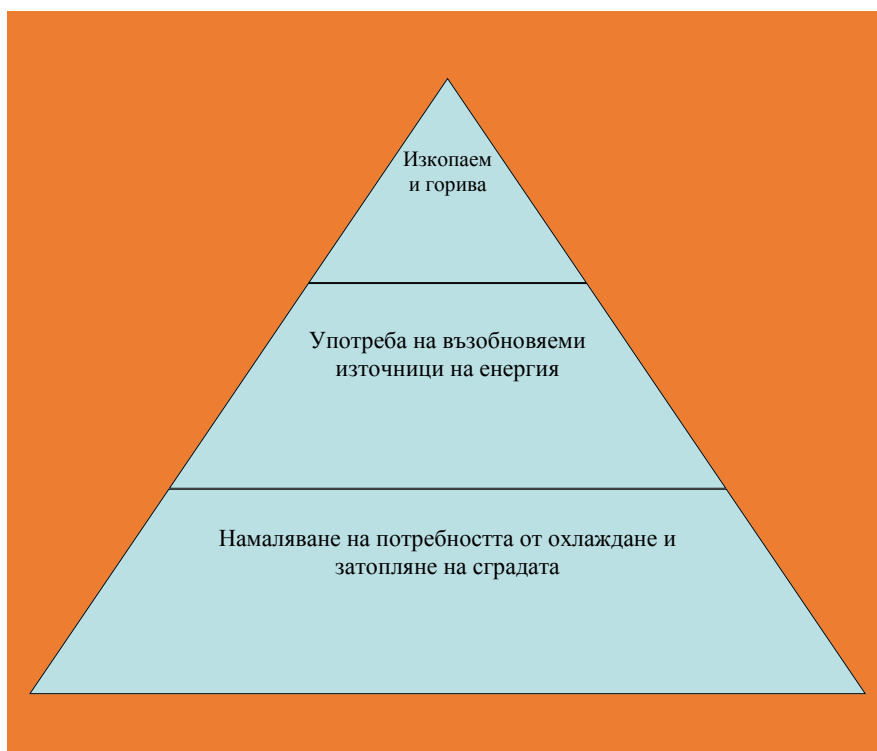 Изкопаем
и горива
Употреба на възобновяеми
източници на енергия
Намаляване на потребността от охлаждане и
затопляне на сградата